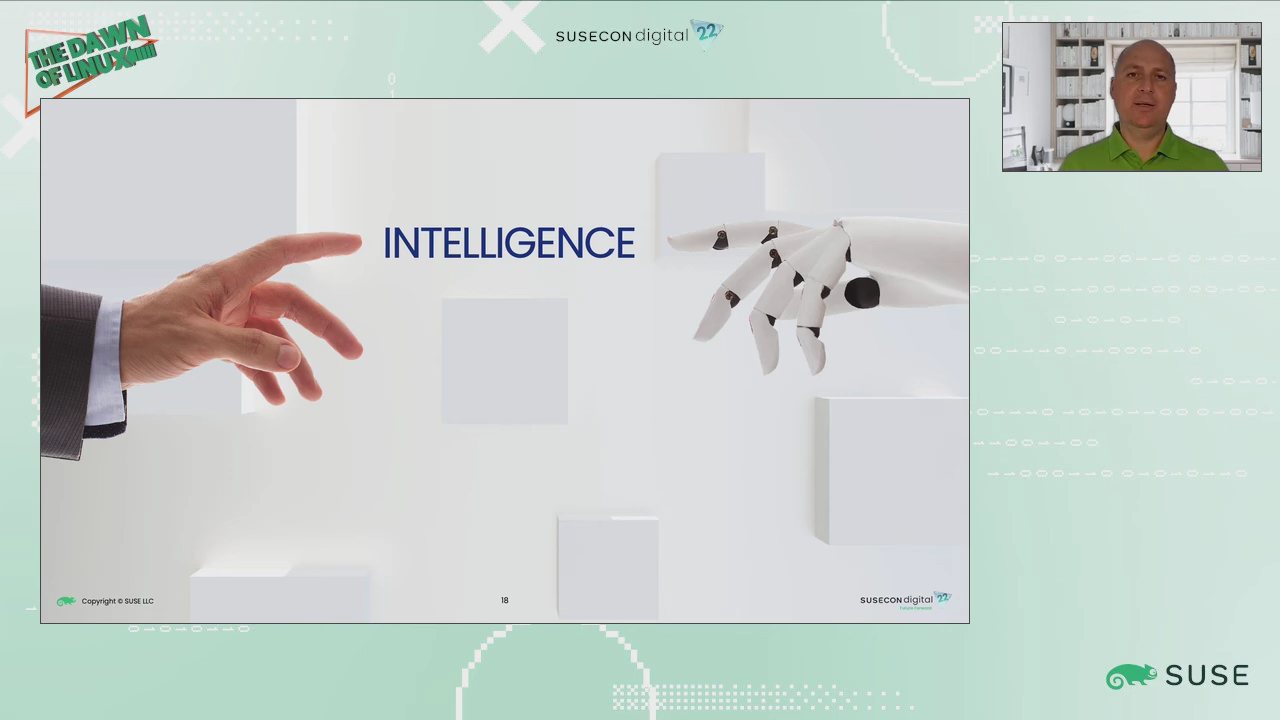 THE DAWN
OF LINUX
SUSECON digital 22
INTELLIGENCE
Copyright © SUSE LLC
18
SUSECON digital 22
SUSE